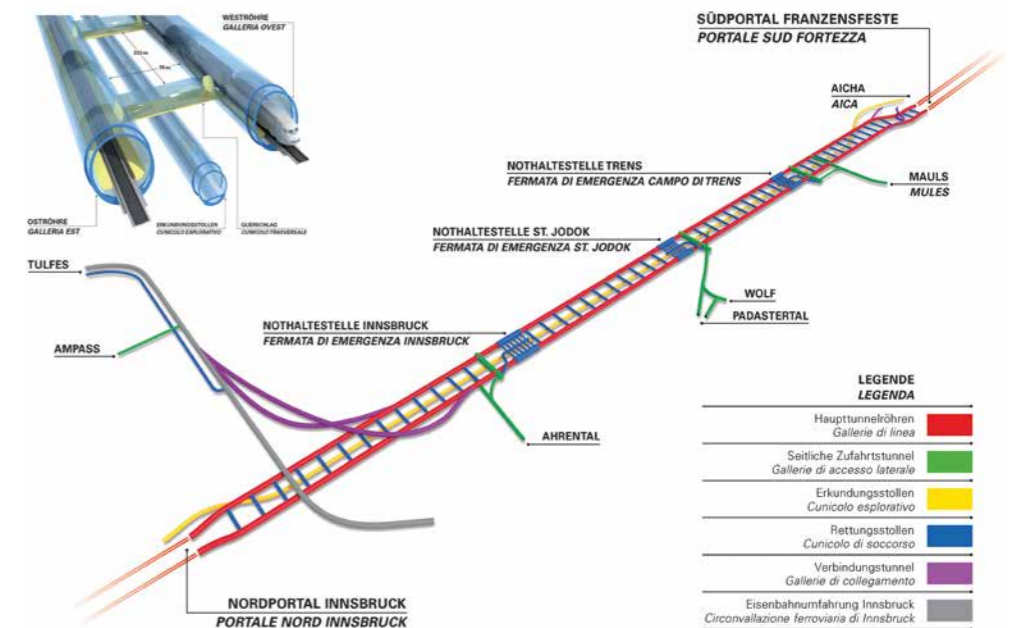 WESTRÖHRE
GALLERIA OVEST
OSTRÖHRE
GALLERIA EST
ERKUNDUNGSSTOLLEN
CUNICOLO ESPLORATIVO
QUERSCHLAG
CUNICOLO TRASVERSALE
SÜDPORTAL FRANZENSFESTE
PORTALE SUD FORTEZZA
AICHA
AICA
NOTHALTESTELLE TRENS
FERMATA DI EMERGENZA CAMPO DI TRENS
MAULS
MULES
NOTHALTESTELLE ST. JODOK
FERMATA DI EMERGENZA ST. JODOK
TULFES
WOLF
PADASTERTAL
NOTHALTESTELLE INNSBRUCK
FERMATA DI EMERGENZA INNSBRUCK
AMPASS
AHRENTAL
NORDPORTAL INNSBRUCK
PORTALE NORD INNSBRUCK
LEGENDE
LEGENDA
Haupttunnelröhren
Gallerie di linea
Seitliche Zufahrtstunnel
Gallerie di accesso laterale
Erkundungsstollen
Cunicolo esplorativo
Rettungsstollen
Cunicolo di soccorso
Verbindungstunnel
Gallerie di collegamento
Eisenbahnumfahrung Innsbruck
Circonvallazione ferroviaria di Innsbruck